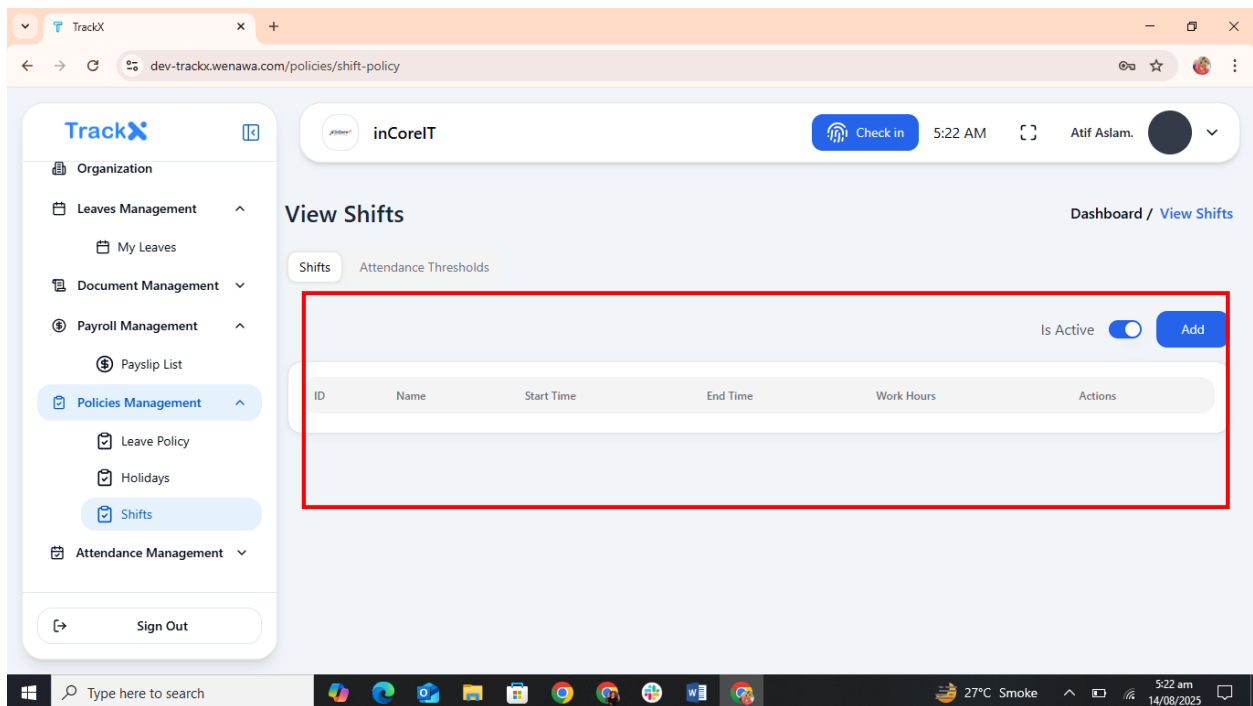 TrackX
dev-trackx.wenawa.com/policies/shift-policy
TrackX
inCoreIT
Check in
5:22 AM
Atif Aslam.
Organization
Leaves Management
My Leaves
Document Management
Payroll Management
Payslip List
Policies Management
Leave Policy
Holidays
Shifts
Attendance Management
Sign Out
View Shifts
Dashboard / View Shifts
Shifts
Attendance Thresholds
Is Active
Add
ID Name Start Time End Time Work Hours Actions
Type here to search
27°C Smoke
5:22 am
14/08/2025